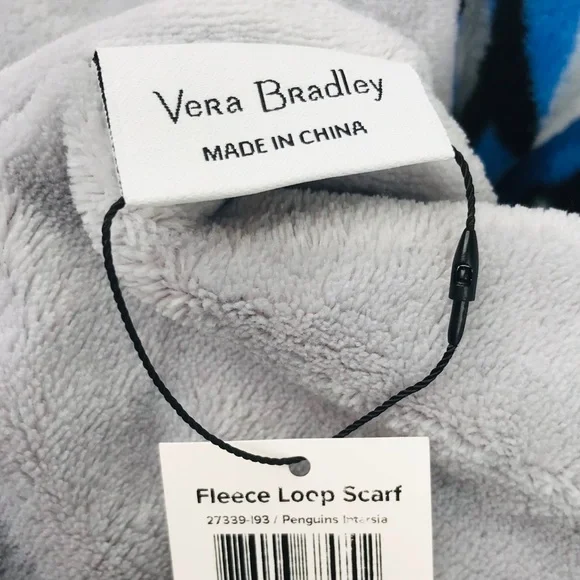 Vera Bradley
MADE IN CHINA
Fleece Loop Scarf
27339-I93 / Penguins Intarsia